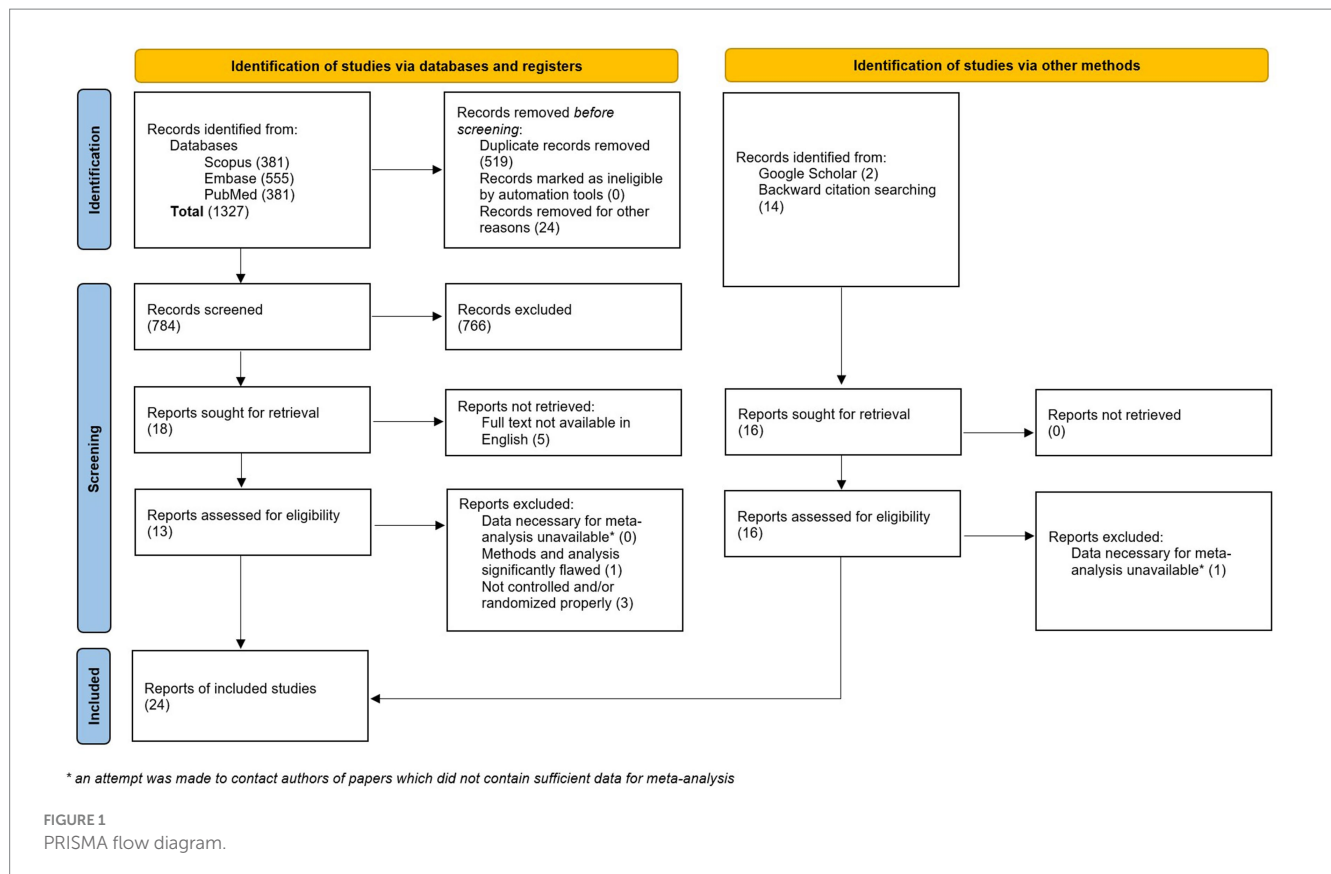 Identification of studies via databases and registers
Identification of studies via other methods
Identification
Records identified from:
Databases
Scopus (381)
Embase (555)
PubMed (381)
Total (1327)
Records removed before
screening:
Duplicate records removed
(519)
Records marked as ineligible
by automation tools (0)
Records removed for other
reasons (24)
Records identified from:
Google Scholar (2)
Backward citation searching
(14)
Screening
Records screened
(784)
Records excluded
(766)
Reports sought for retrieval
(18)
Reports not retrieved:
Full text not available in
English (5)
Reports sought for retrieval
(16)
Reports not retrieved
(0)
Reports assessed for eligibility
(13)
Reports excluded:
Data necessary for meta-
analysis unavailable* (0)
Methods and analysis
significantly flawed (1)
Not controlled and/or
randomized properly (3)
Reports assessed for eligibility
(16)
Reports excluded:
Data necessary for meta-
analysis unavailable* (1)
Included
Reports of included studies
(24)
* an attempt was made to contact authors of papers which did not contain sufficient data for meta-analysis
FIGURE 1
PRISMA flow diagram.